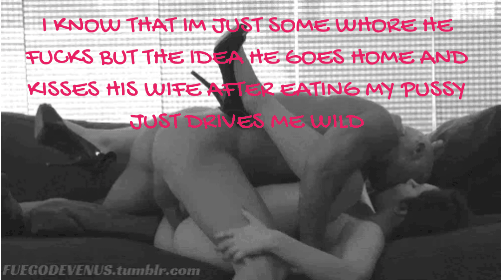 I KNOW THAT IM JUST SOME WHORE HE
FUCKS BUT THE IDEA HE GOES HOME AND
KISSES HIS WIFE AFTER EATING MY PUSSY
JUST DRIVES ME WILD
FUEGODEVENUS.tumblr.com